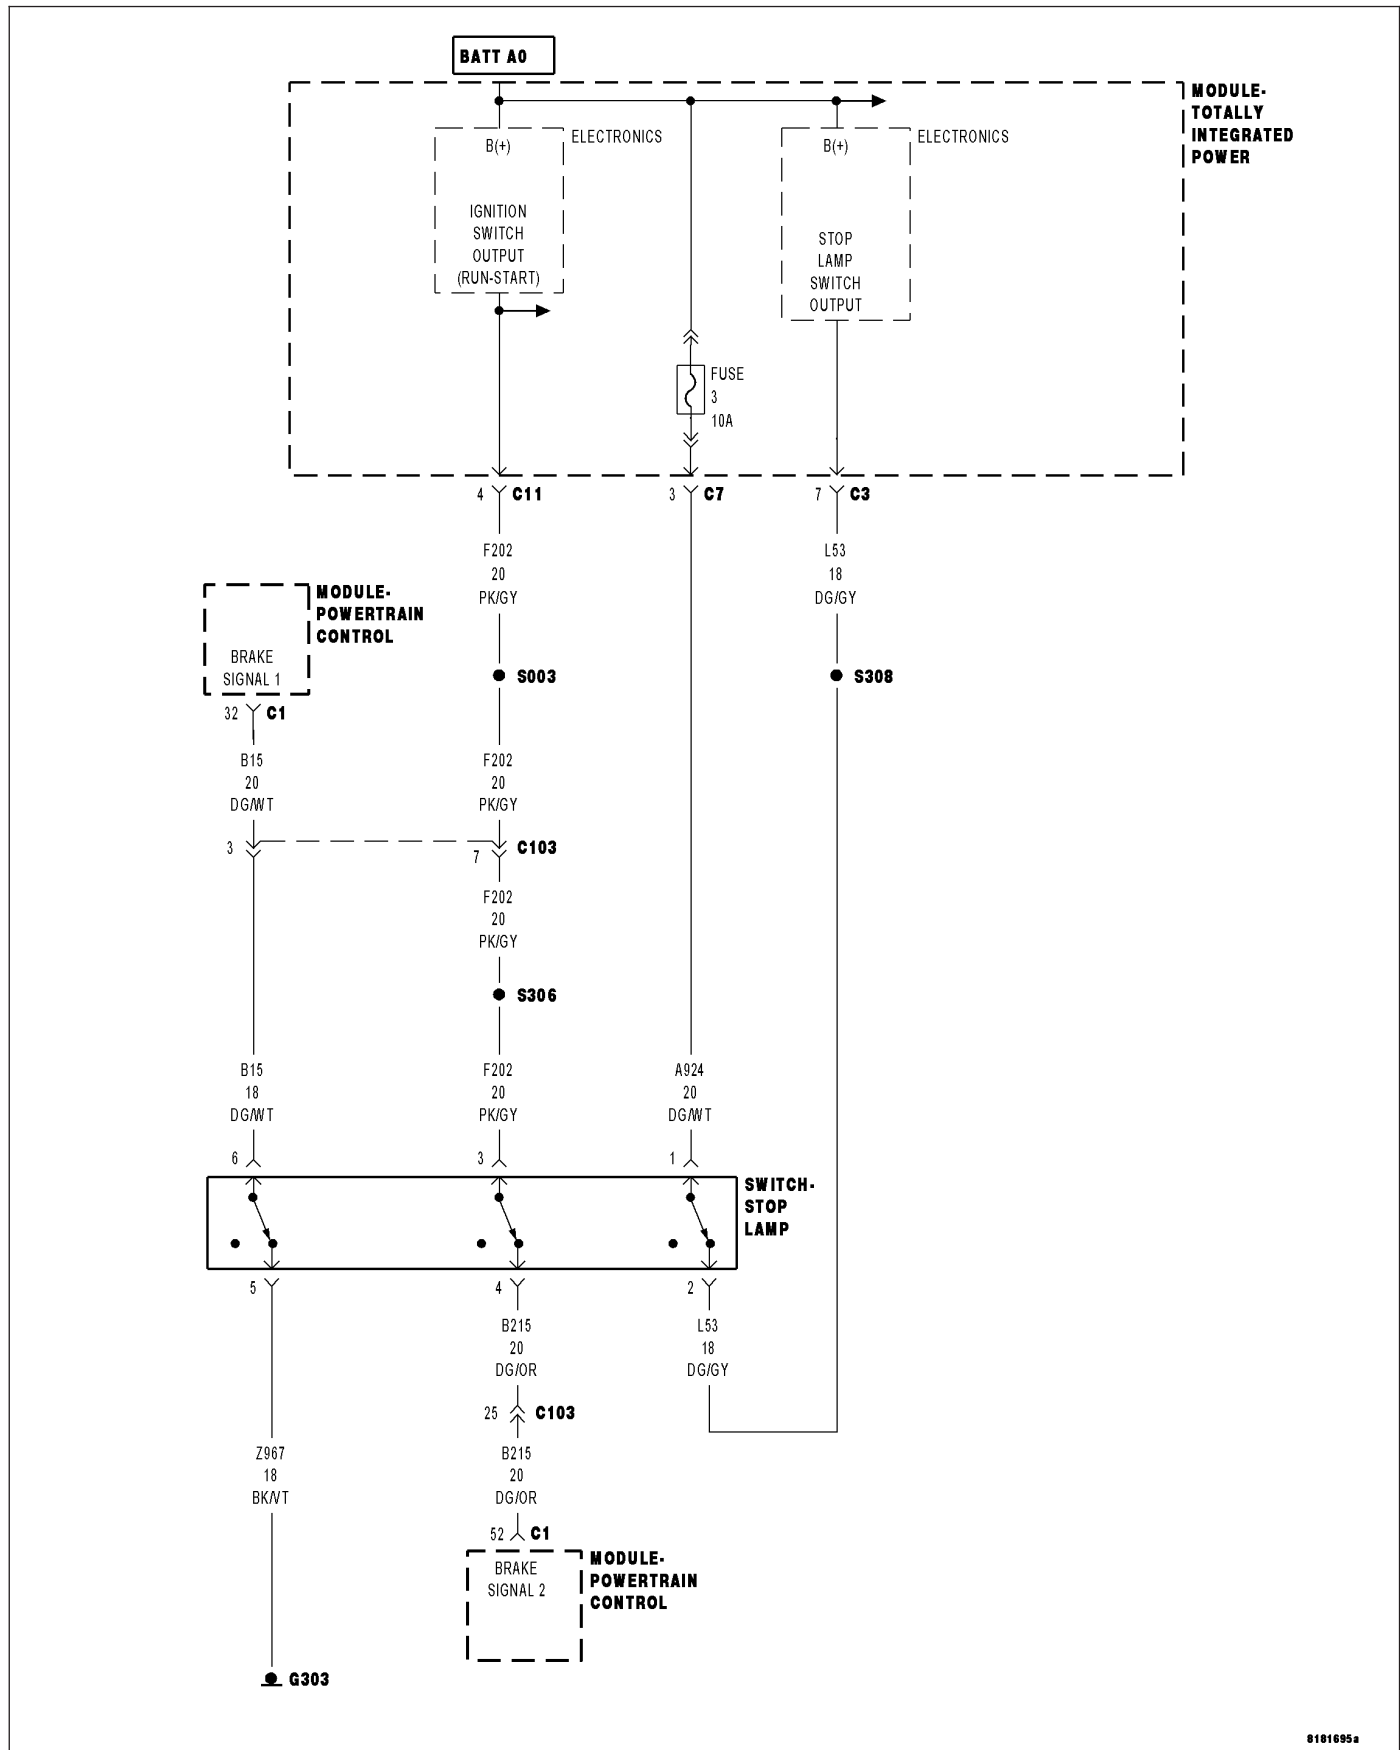 BATT A0
MODULE-
TOTALLY
INTEGRATED
POWER
B(+)
ELECTRONICS
B(+)
ELECTRONICS
IGNITION
SWITCH
OUTPUT
(RUN-START)
STOP
LAMP
SWITCH
OUTPUT
FUSE
3
10A
4 C11
3 C7
7 C3
F202
20
PK/GY
L53
18
DG/GY
MODULE-
POWERTRAIN
CONTROL
BRAKE
SIGNAL 1
S003
S308
32 C1
B15
20
DG/WT
F202
20
PK/GY
3
7 C103
F202
20
PK/GY
S306
B15
18
DG/WT
F202
20
PK/GY
A924
20
DG/WT
6
3
1
SWITCH-
STOP
LAMP
5
4
2
B215
20
DG/OR
L53
18
DG/GY
25 C103
Z967
18
BK/VT
B215
20
DG/OR
52 C1
BRAKE
SIGNAL 2
MODULE-
POWERTRAIN
CONTROL
G303
8181695a